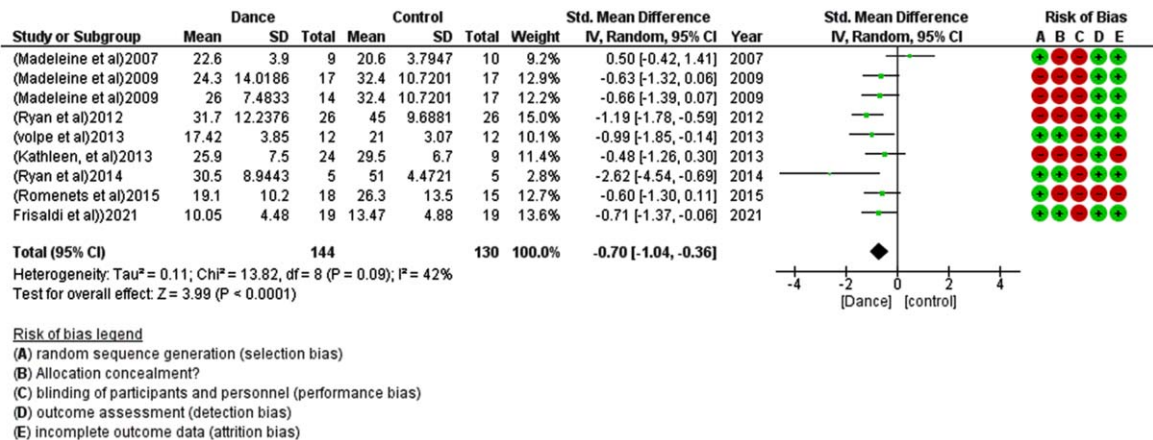 Dance Control Std. Mean Difference Std. Mean Difference Risk of Bias
Study or Subgroup Mean SD Total Mean SD Total Weight IV, Random, 95% CI Year IV, Random, 95% CI A B C D E
(Madeleine et al)2007 22.6 3.9 9 20.6 3.7947 10 9.2% 0.50 [-0.42, 1.41] 2007
(Madeleine et al)2009 24.3 14.0186 17 32.4 10.7201 17 12.9% -0.63 [-1.32, 0.06] 2009
(Madeleine et al)2009 26 7.4833 14 32.4 10.7201 17 12.2% -0.66 [-1.39, 0.07] 2009
(Ryan et al)2012 31.7 12.2376 26 45 9.6881 26 15.0% -1.19 [-1.78, -0.59] 2012
(volpe et al)2013 17.42 3.85 12 21 3.07 12 10.1% -0.99 [-1.85, -0.14] 2013
(Kathleen, et al)2013 25.9 7.5 24 29.5 6.7 9 11.4% -0.48 [-1.26, 0.30] 2013
(Ryan et al)2014 30.5 8.9443 5 51 4.4721 5 2.8% -2.62 [-4.54, -0.69] 2014
(Romenets et al)2015 19.1 10.2 18 26.3 13.5 15 12.7% -0.60 [-1.30, 0.11] 2015
Frisaldi et al))2021 10.05 4.48 19 13.47 4.88 19 13.6% -0.71 [-1.37, -0.06] 2021
Total (95% CI) 144 130 100.0% -0.70 [-1.04, -0.36]
Heterogeneity: Tau² = 0.11; Chi² = 13.82, df = 8 (P = 0.09); I² = 42%
Test for overall effect: Z = 3.99 (P < 0.0001)
-4 -2 0 2 4
[Dance] [control]
Risk of bias legend
(A) random sequence generation (selection bias)
(B) Allocation concealment?
(C) blinding of participants and personnel (performance bias)
(D) outcome assessment (detection bias)
(E) incomplete outcome data (attrition bias)